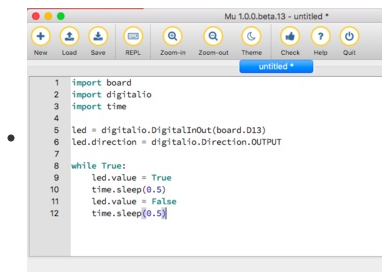 Mu 1.0.0.beta.13 - untitled *
New Load Save REPL Zoom-in Zoom-out Theme Check Help Quit
untitled *
1 import board
2 import digitalio
3 import time
4
5 led = digitalio.DigitalInOut(board.D13)
6 led.direction = digitalio.Direction.OUTPUT
7
8 while True:
9     led.value = True
10     time.sleep(0.5)
11     led.value = False
12     time.sleep(0.5)